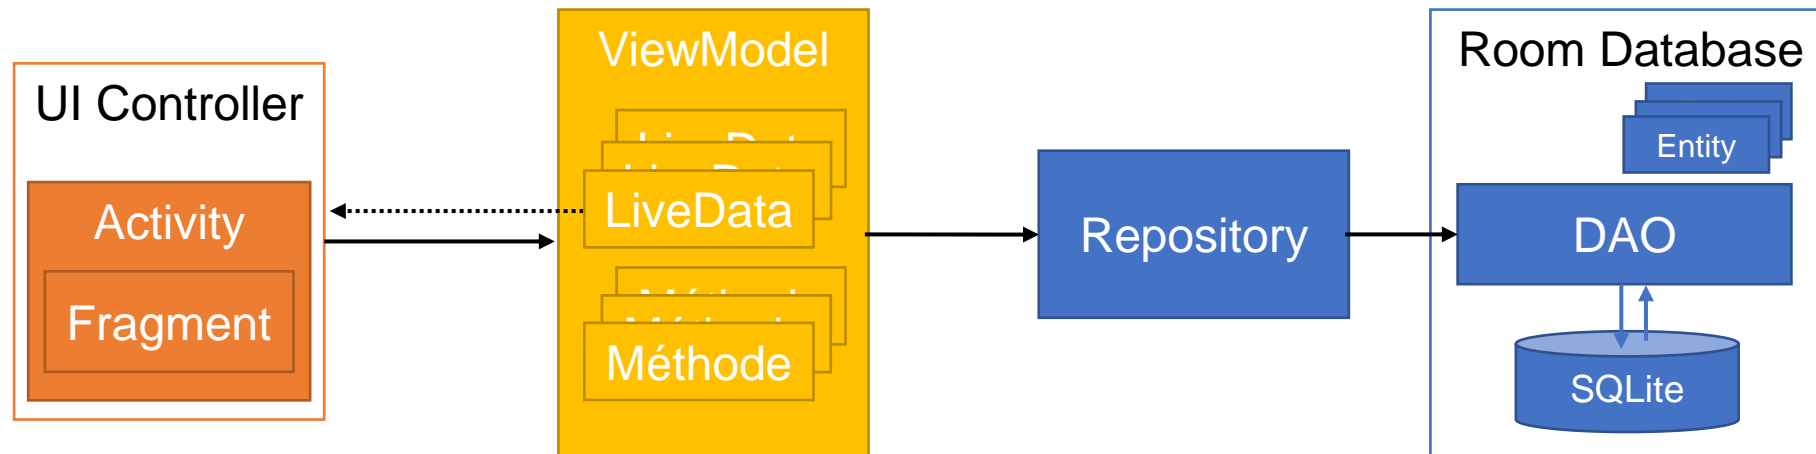 UI Controller
Activity
Fragment
ViewModel
LiveData
Méthode
Repository
Room Database
Entity
DAO
SQLite